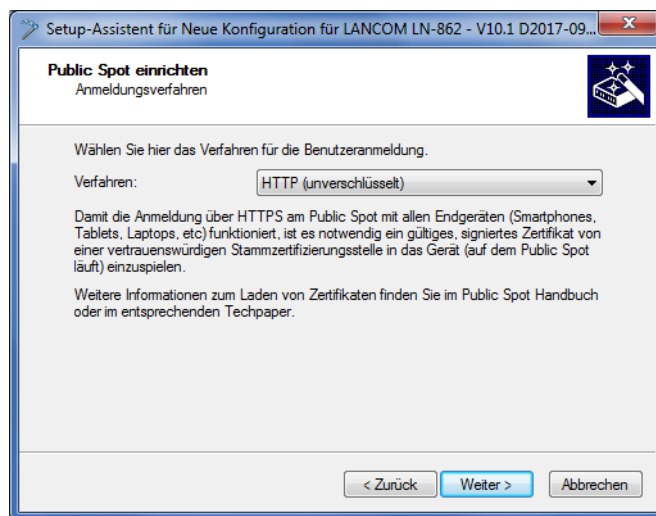 Setup-Assistent für Neue Konfiguration für LANCOM LN-862 - V10.1 D2017-09...
Public Spot einrichten
Anmeldungsverfahren
Wählen Sie hier das Verfahren für die Benutzeranmeldung.
Verfahren: HTTP (unverschlüsselt)
Damit die Anmeldung über HTTPS am Public Spot mit allen Endgeräten (Smartphones,
Tablets, Laptops, etc) funktioniert, ist es notwendig ein gültiges, signiertes Zertifikat von
einer vertrauenswürdigen Stammzertifizierungsstelle in das Gerät (auf dem Public Spot
läuft) einzuspielen.
Weitere Informationen zum Laden von Zertifikaten finden Sie im Public Spot Handbuch
oder im entsprechenden Techpaper.
< Zurück Weiter > Abbrechen